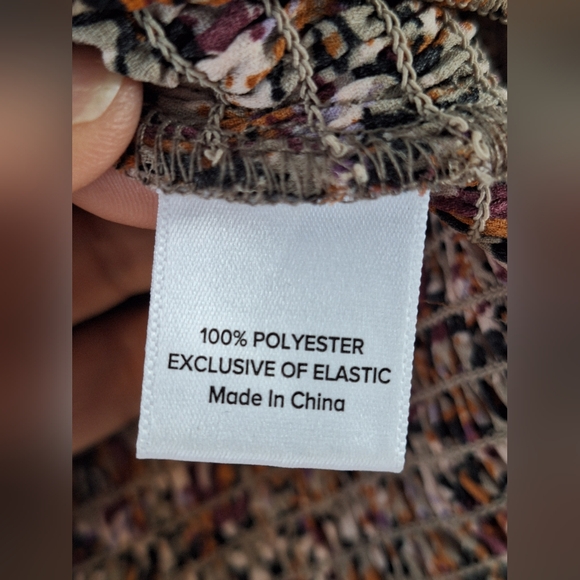 100% POLYESTER
EXCLUSIVE OF ELASTIC
Made In China